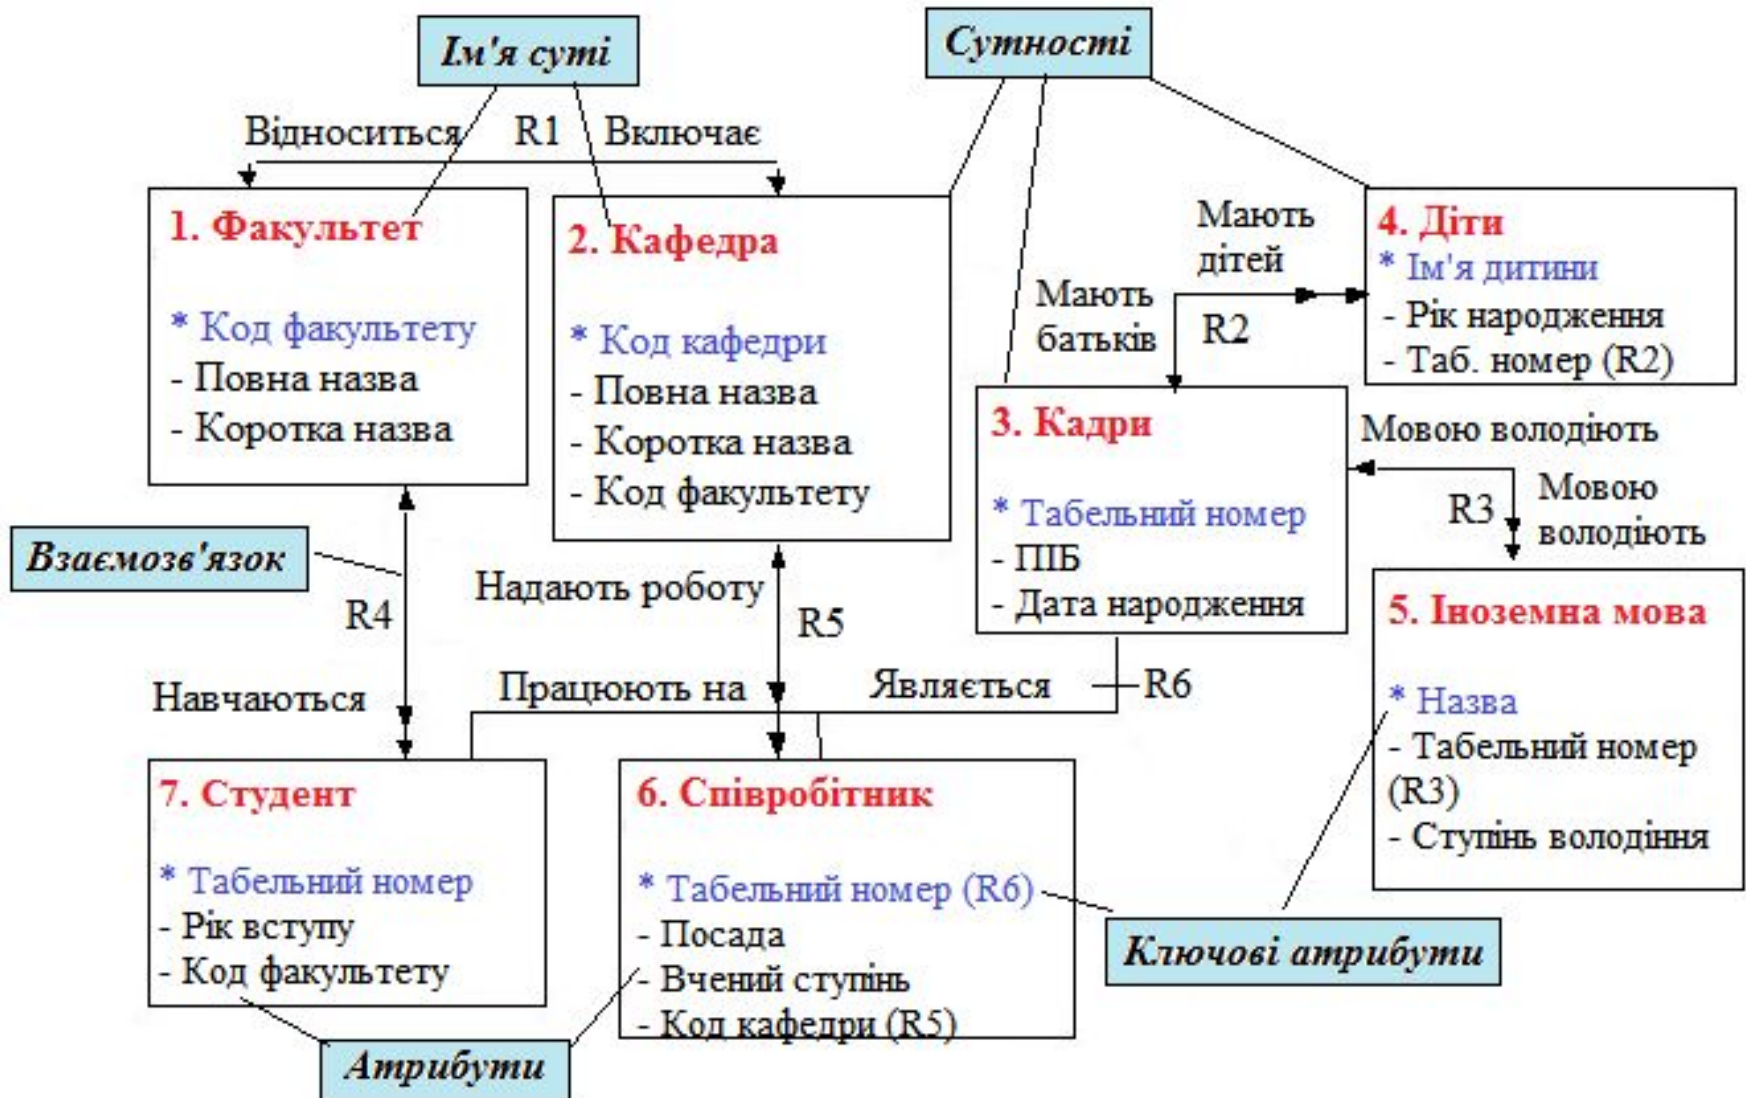 Ім'я суті
Сутності
Відноситься
R1
Включає
1. Факультет
* Код факультету
- Повна назва
- Коротка назва
2. Кафедра
* Код кафедри
- Повна назва
- Коротка назва
- Код факультету
Мають
дітей
Мають
батьків
R2
4. Діти
* Ім'я дитини
- Рік народження
- Таб. номер (R2)
3. Кадри
* Табельний номер
- ПІБ
- Дата народження
Мовою володіють
R3
Мовою
володіють
5. Іноземна мова
* Назва
- Табельний номер
(R3)
- Ступінь володіння
Взаємозв'язок
R4
Навчаються
Надають роботу
R5
Працюють на
Являється
R6
7. Студент
* Табельний номер
- Рік вступу
- Код факультету
6. Співробітник
* Табельний номер (R6)
- Посада
- Вчений ступінь
- Код кафедри (R5)
Ключові атрибути
Атрибути